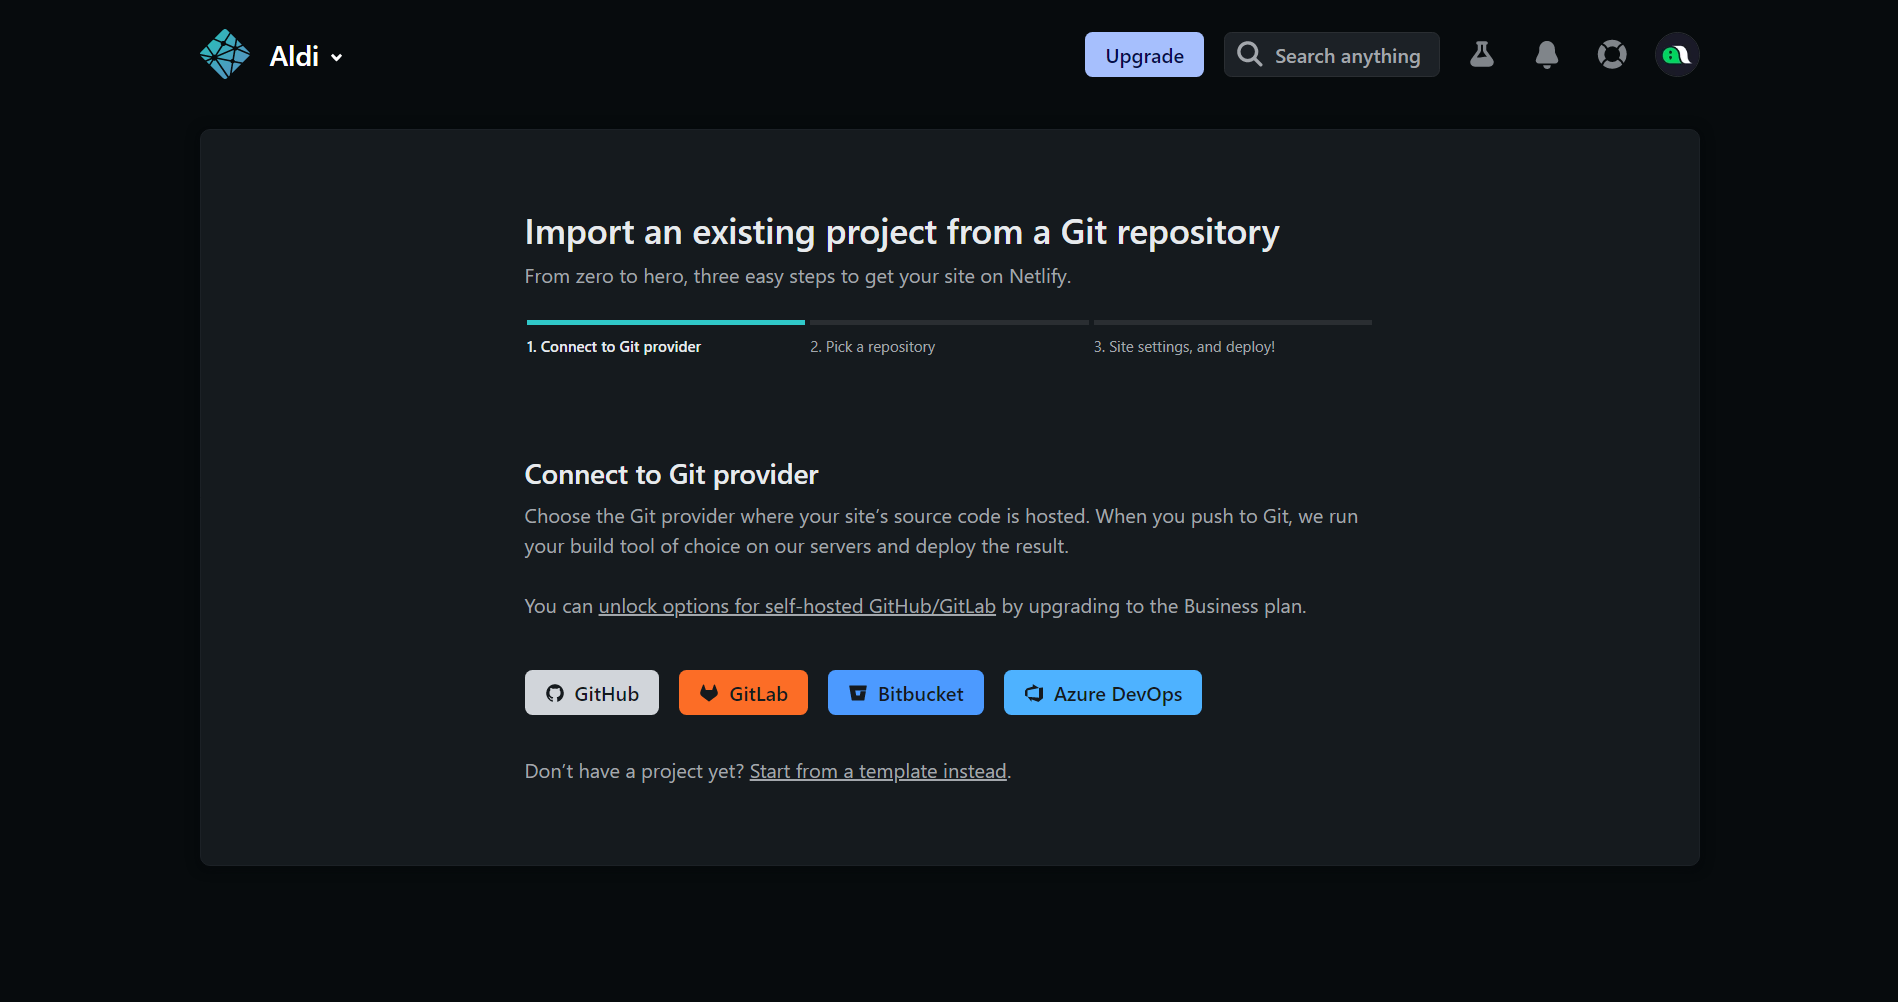 Aldi
Upgrade
Search anything
Import an existing project from a Git repository
From zero to hero, three easy steps to get your site on Netlify.
1. Connect to Git provider
2. Pick a repository
3. Site settings, and deploy!
Connect to Git provider
Choose the Git provider where your site’s source code is hosted. When you push to Git, we run
your build tool of choice on our servers and deploy the result.
You can unlock options for self-hosted GitHub/GitLab by upgrading to the Business plan.
GitHub
GitLab
Bitbucket
Azure DevOps
Don’t have a project yet? Start from a template instead.